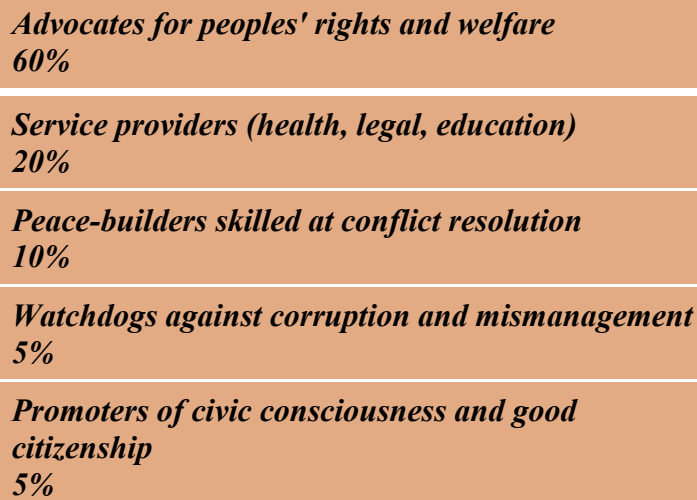 Advocates for peoples' rights and welfare
60%
Service providers (health, legal, education)
20%
Peace-builders skilled at conflict resolution
10%
Watchdogs against corruption and mismanagement
5%
Promoters of civic consciousness and good
citizenship
5%